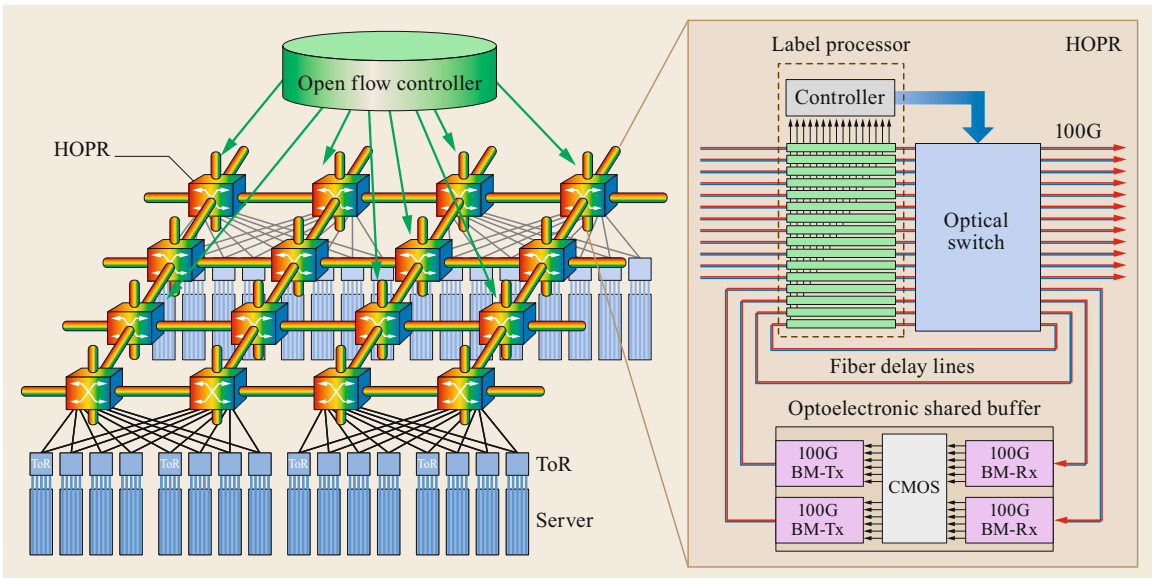 Open flow controller
HOPR
ToR
ToR
ToR
ToR
ToR
Server
Label processor
HOPR
Controller
100G
Optical
switch
Fiber delay lines
Optoelectronic shared buffer
100G
BM-Tx
CMOS
100G
BM-Rx
100G
BM-Tx
100G
BM-Rx